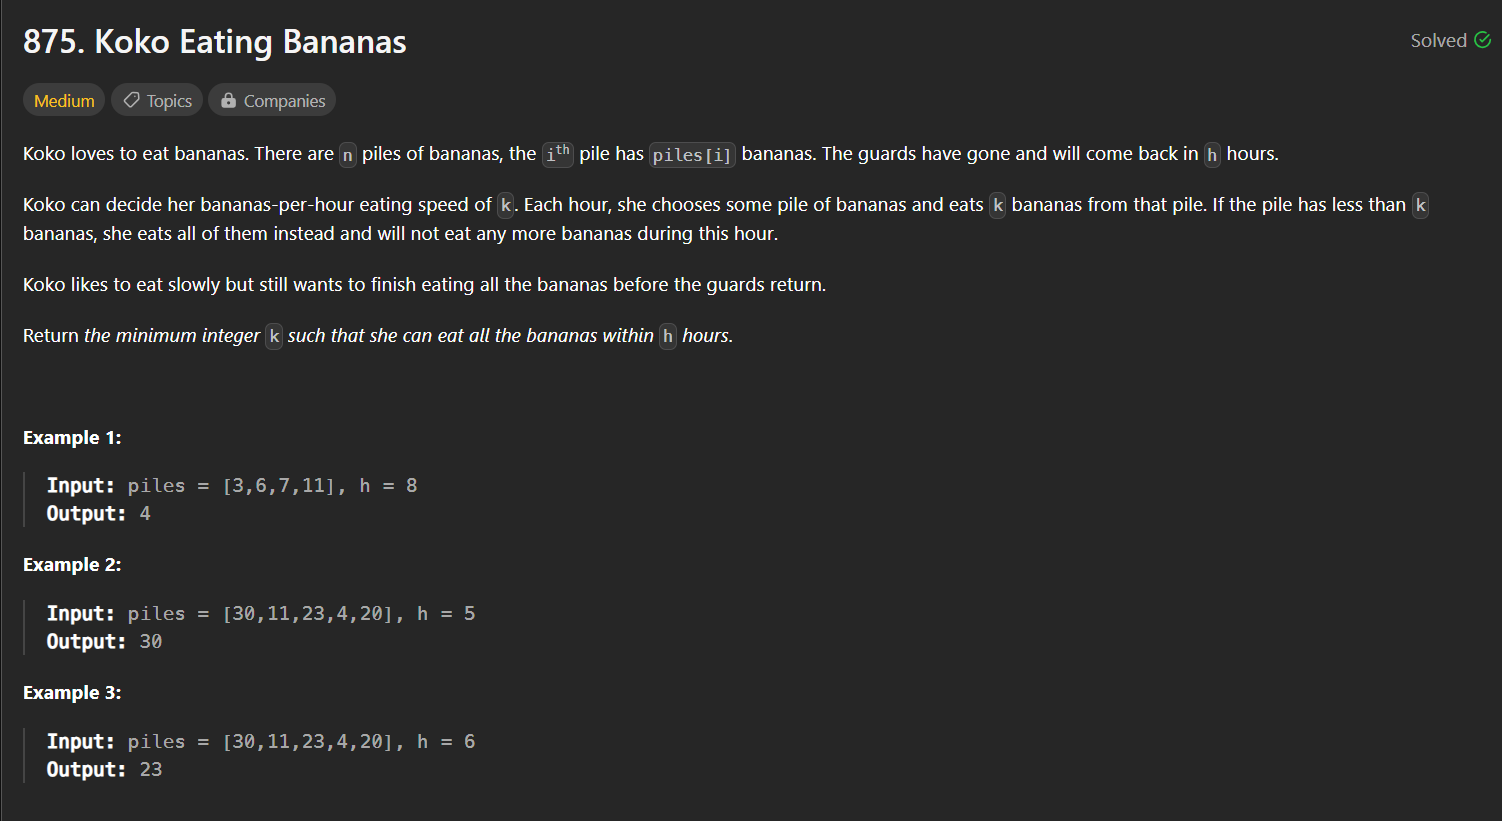 875. Koko Eating Bananas
Solved
Medium
Topics
Companies
Koko loves to eat bananas. There are n piles of bananas, the ith pile has piles[i] bananas. The guards have gone and will come back in h hours.
Koko can decide her bananas-per-hour eating speed of k. Each hour, she chooses some pile of bananas and eats k bananas from that pile. If the pile has less than k
bananas, she eats all of them instead and will not eat any more bananas during this hour.
Koko likes to eat slowly but still wants to finish eating all the bananas before the guards return.
Return the minimum integer k such that she can eat all the bananas within h hours.
Example 1:
Input: piles = [3,6,7,11], h = 8
Output: 4
Example 2:
Input: piles = [30,11,23,4,20], h = 5
Output: 30
Example 3:
Input: piles = [30,11,23,4,20], h = 6
Output: 23